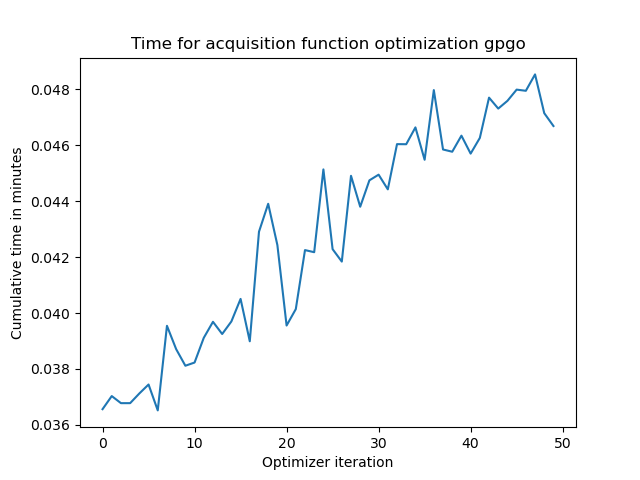 Time for acquisition function optimization gpgo
Cumulative time in minutes
0.048
0.046
0.044
0.042
0.040
0.038
0.036
0 10 20 30 40 50
Optimizer iteration